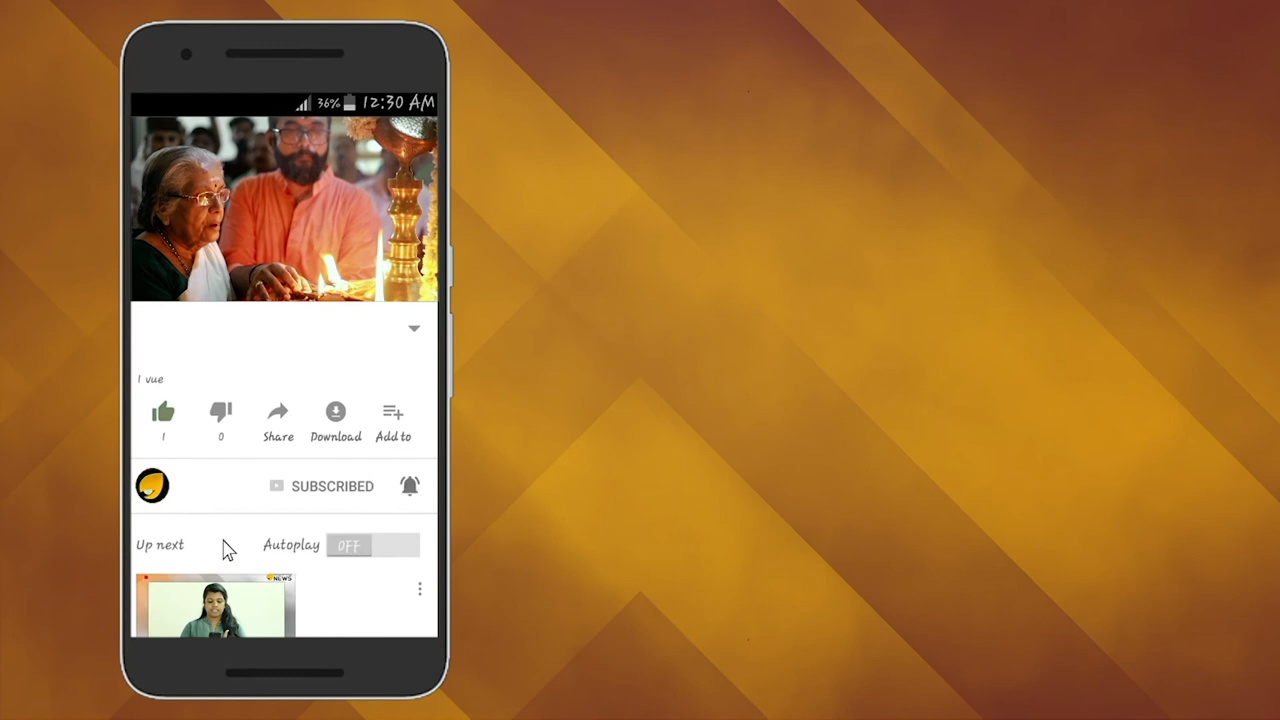 36% 12:30 AM
1 vue
1 0 Share Download Add to
SUBSCRIBED
Up next Autoplay OFF
NEWS